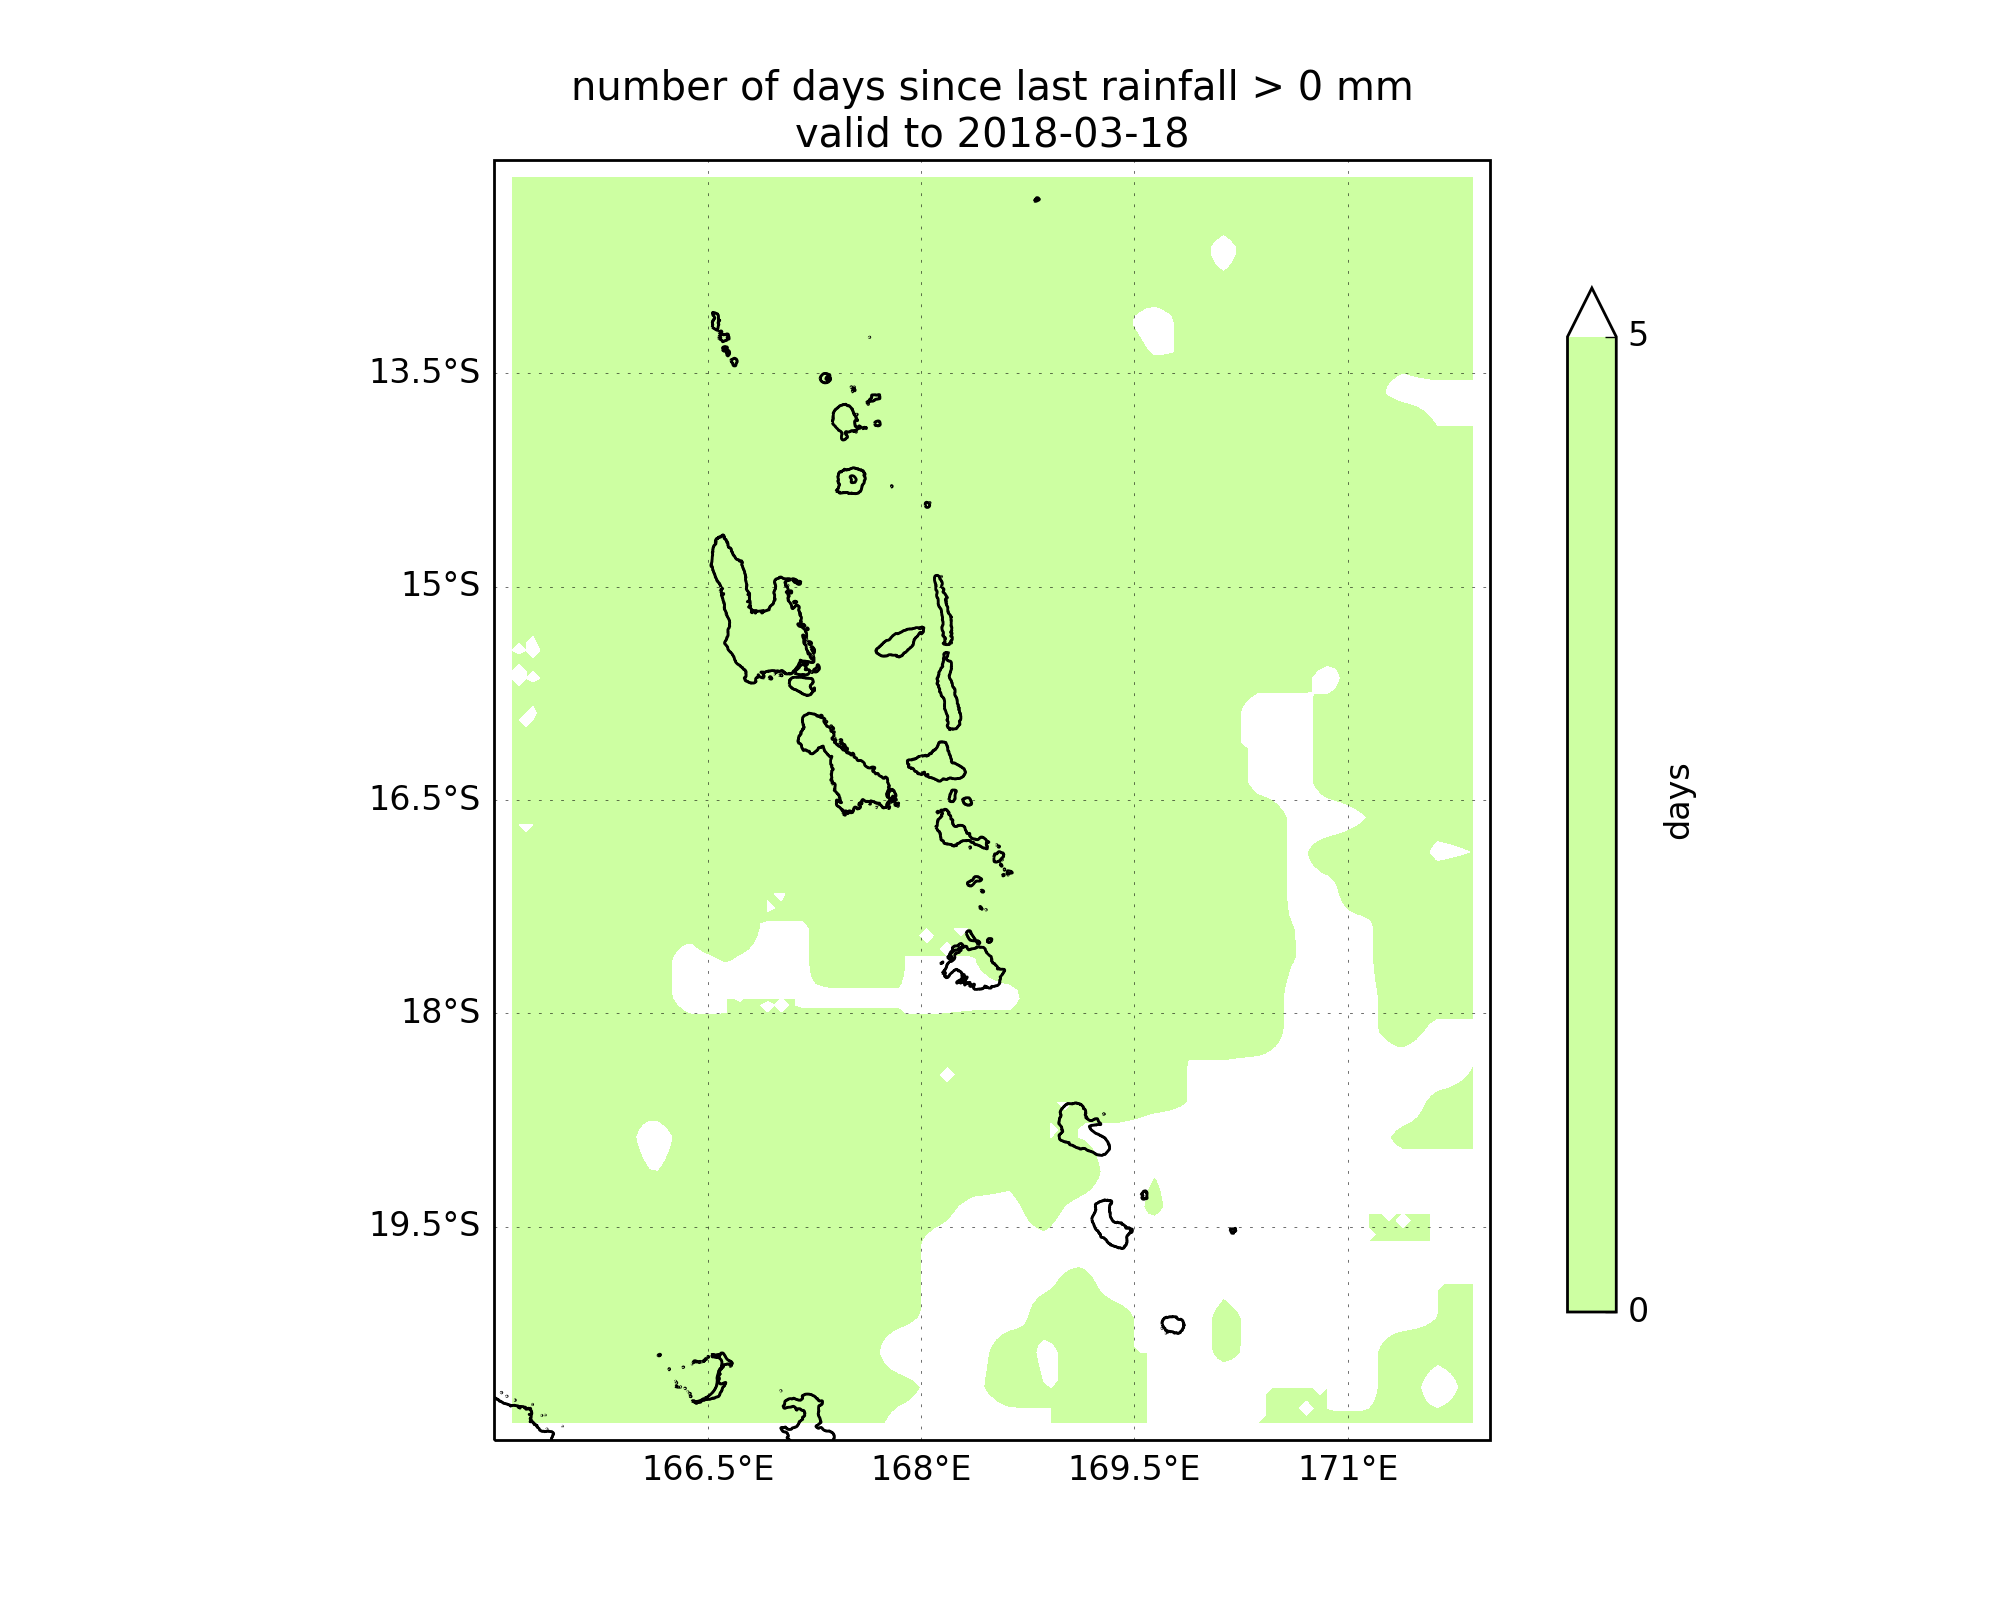 number of days since last rainfall > 0 mm
valid to 2018-03-18
13.5°S
15°S
16.5°S
18°S
19.5°S
166.5°E
168°E
169.5°E
171°E
5
0
days